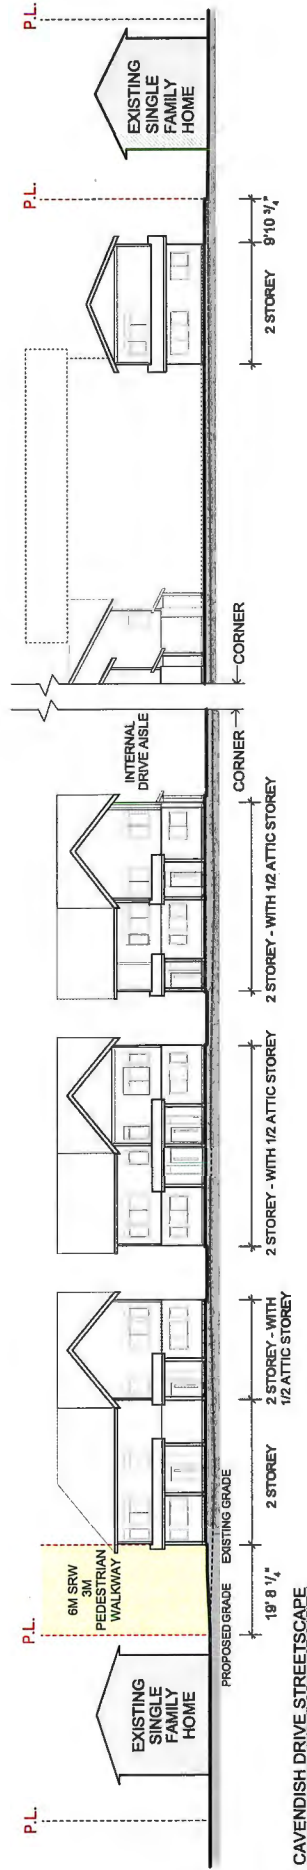 P.L.
EXISTING
SINGLE
FAMILY
HOME
P.L.
6M SRW
3M
PEDESTRIAN
WALKWAY
INTERNAL
DRIVE AISLE
P.L.
EXISTING
SINGLE
FAMILY
HOME
P.L.
PROPOSED GRADE
EXISTING GRADE
19' 8 1/4"
2 STOREY
2 STOREY - WITH
1/2 ATTIC STOREY
2 STOREY - WITH 1/2 ATTIC STOREY
2 STOREY - WITH 1/2 ATTIC STOREY
CORNER
CORNER
2 STOREY
9'10 3/4"
CAVENDISH DRIVE STREETSCAPE